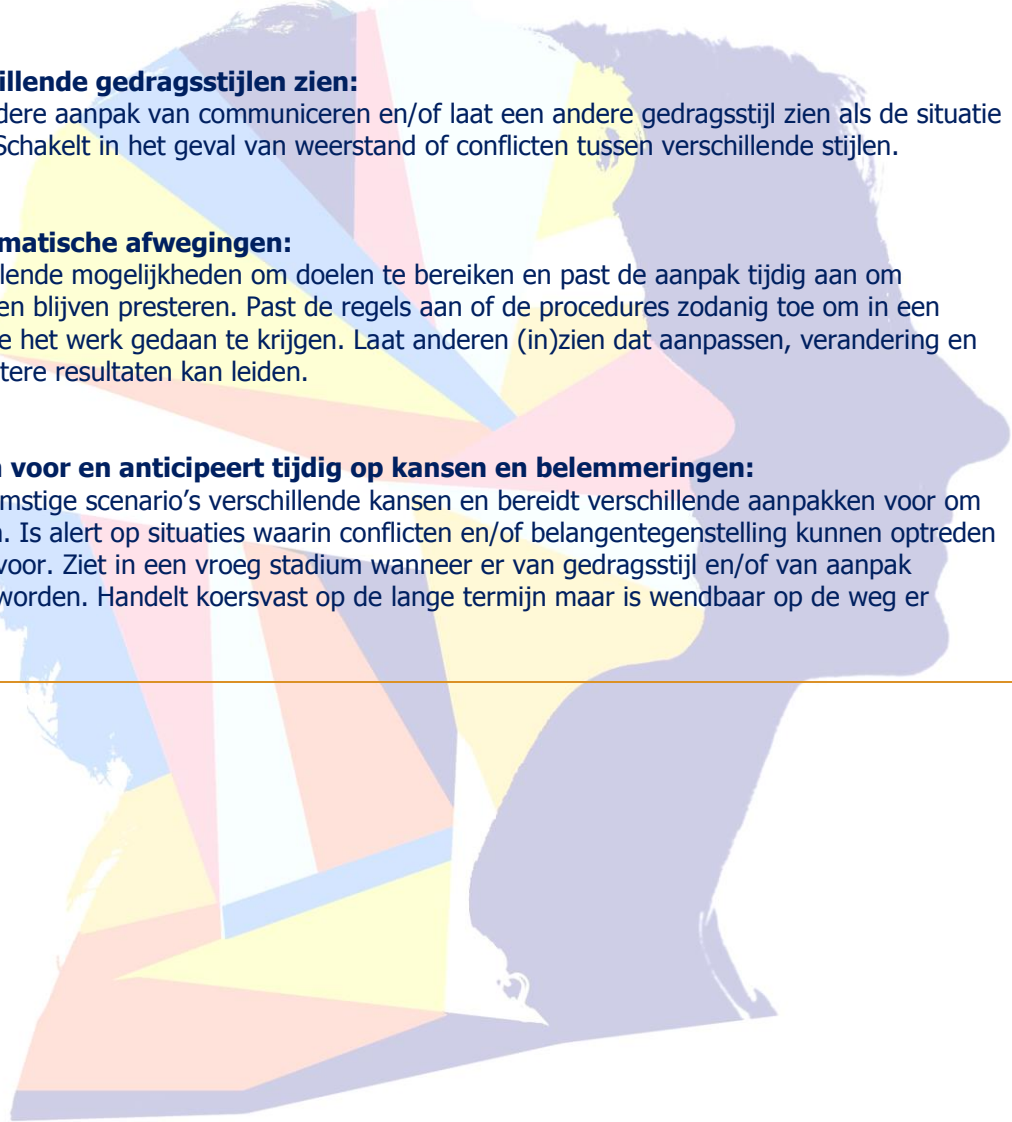 illende gedragsstijlen zien:
dere aanpak van communiceren en/of laat een andere gedragsstijl zien als de situatie
Schakelt in het geval van weerstand of conflicten tussen verschillende stijlen.
matische afwegingen:
llende mogelijkheden om doelen te bereiken en past de aanpak tijdig aan om
en blijven presteren. Past de regels aan of de procedures zodanig toe om in een
e het werk gedaan te krijgen. Laat anderen (in)zien dat aanpassen, verandering en
tere resultaten kan leiden.
voor en anticipeert tijdig op kansen en belemmeringen:
mstige scenario’s verschillende kansen en bereidt verschillende aanpakken voor om
. Is alert op situaties waarin conflicten en/of belangentegenstelling kunnen optreden
voor. Ziet in een vroeg stadium wanneer er van gedragsstijl en/of van aanpak
worden. Handelt koersvast op de lange termijn maar is wendbaar op de weg er